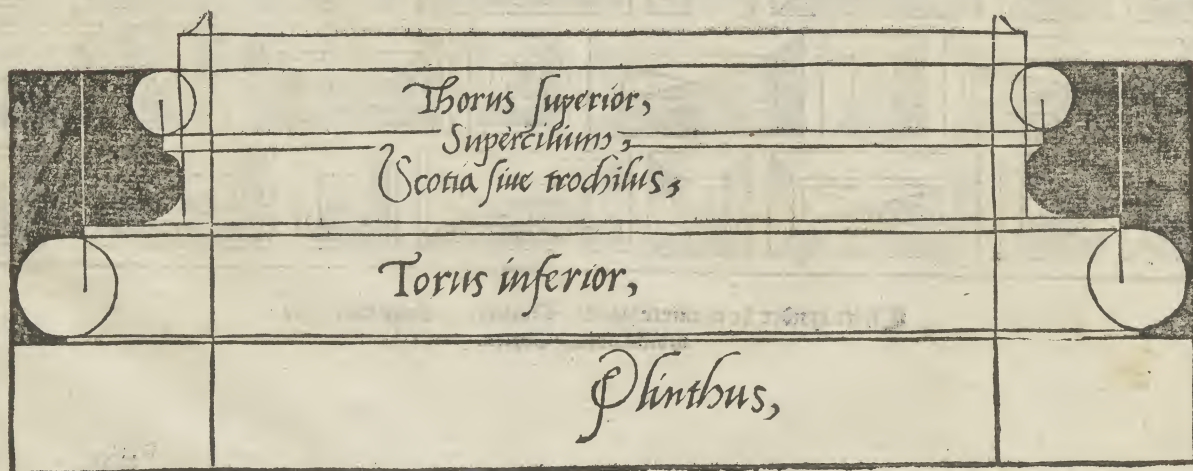 Thorus superior,
Supercilium,
Scotia siue trochilus,
Torus inferior,
Plinthus,